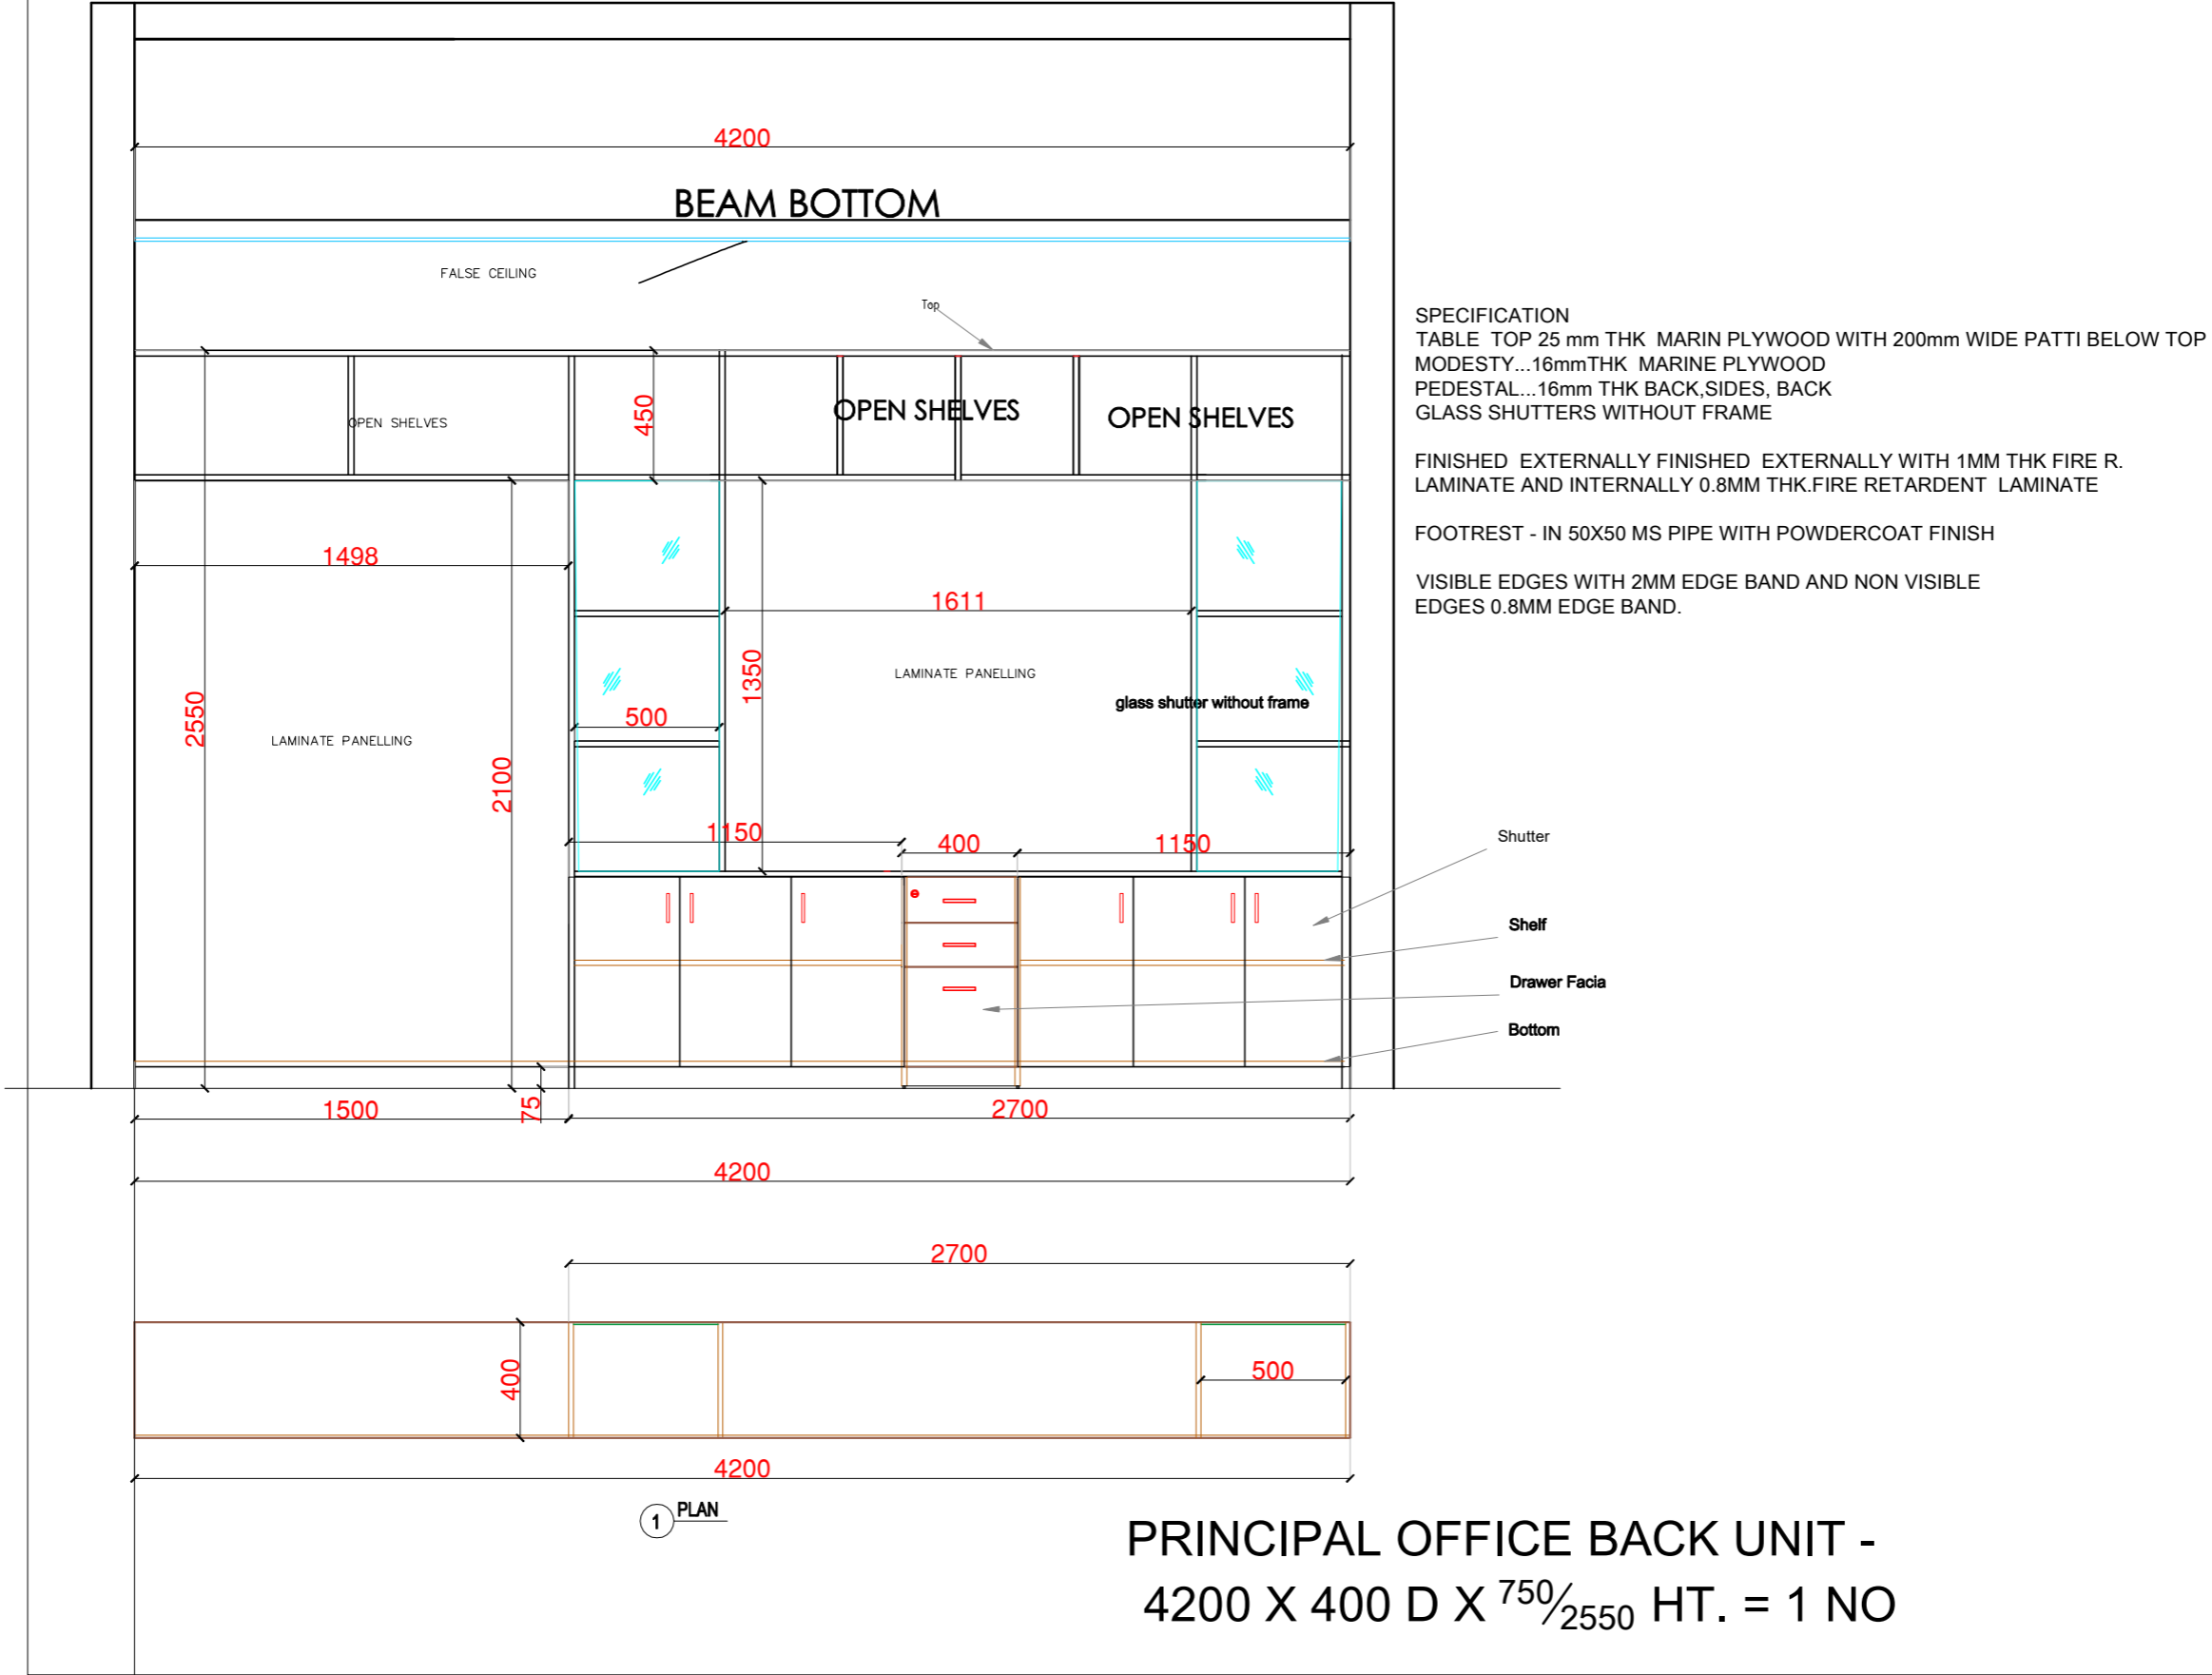 4200
BEAM BOTTOM
FALSE CEILING
Top
OPEN SHELVES
450
OPEN SHELVES
OPEN SHELVES
1498
1611
2550
1350
LAMINATE PANELLING
glass shutter without frame
500
LAMINATE PANELLING
2100
1150
400
1150
Shutter
Shelf
Drawer Facia
Bottom
1500
75
2700
4200
SPECIFICATION
TABLE TOP 25 mm THK MARIN PLYWOOD WITH 200mm WIDE PATTI BELOW TOP
MODESTY...16mmTHK MARINE PLYWOOD
PEDESTAL...16mm THK BACK,SIDES, BACK
GLASS SHUTTERS WITHOUT FRAME
FINISHED EXTERNALLY FINISHED EXTERNALLY WITH 1MM THK FIRE R.
LAMINATE AND INTERNALLY 0.8MM THK.FIRE RETARDENT LAMINATE
FOOTREST - IN 50X50 MS PIPE WITH POWDERCOAT FINISH
VISIBLE EDGES WITH 2MM EDGE BAND AND NON VISIBLE
EDGES 0.8MM EDGE BAND.
2700
400
500
4200
1 PLAN
PRINCIPAL OFFICE BACK UNIT -
4200 X 400 D X 750/2550 HT. = 1 NO